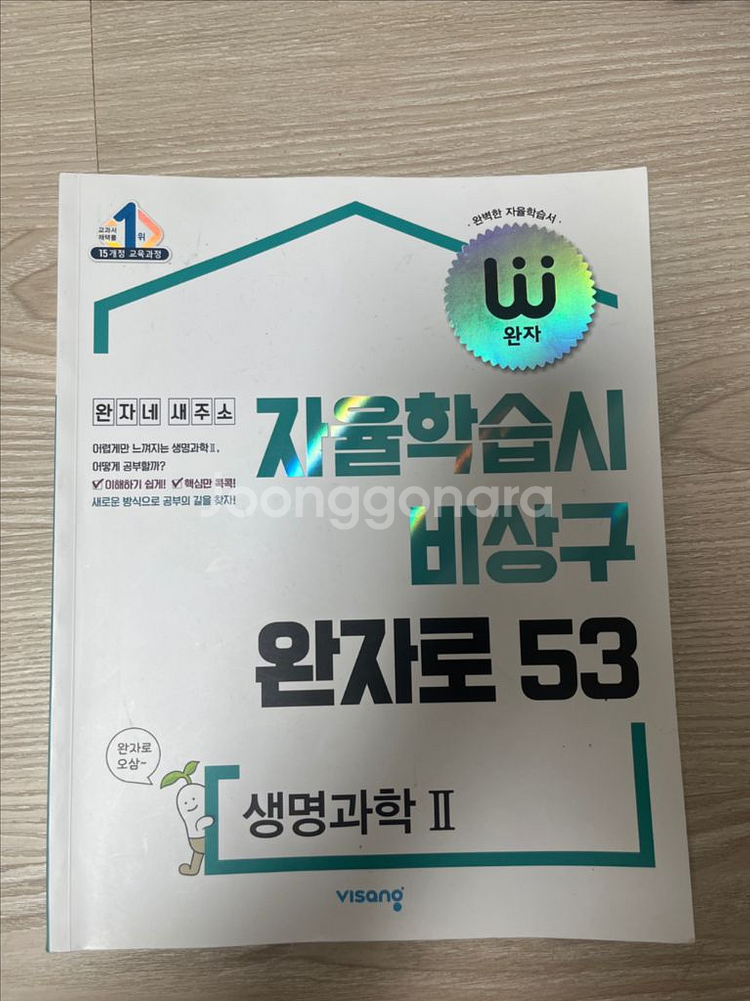 교과서
채택률
1위
15개정 교육과정
· 완벽한 자율학습서 ·
완자
완자네 새주소
어렵게만 느껴지는 생명과학Ⅱ,
어떻게 공부할까?
이해하기 쉽게! 핵심만 콕콕!
새로운 방식으로 공부의 길을 찾자!
자율학습시
비상구
완자로 53
Joonggonara
완자로
오삼~
생명과학 Ⅱ
visang